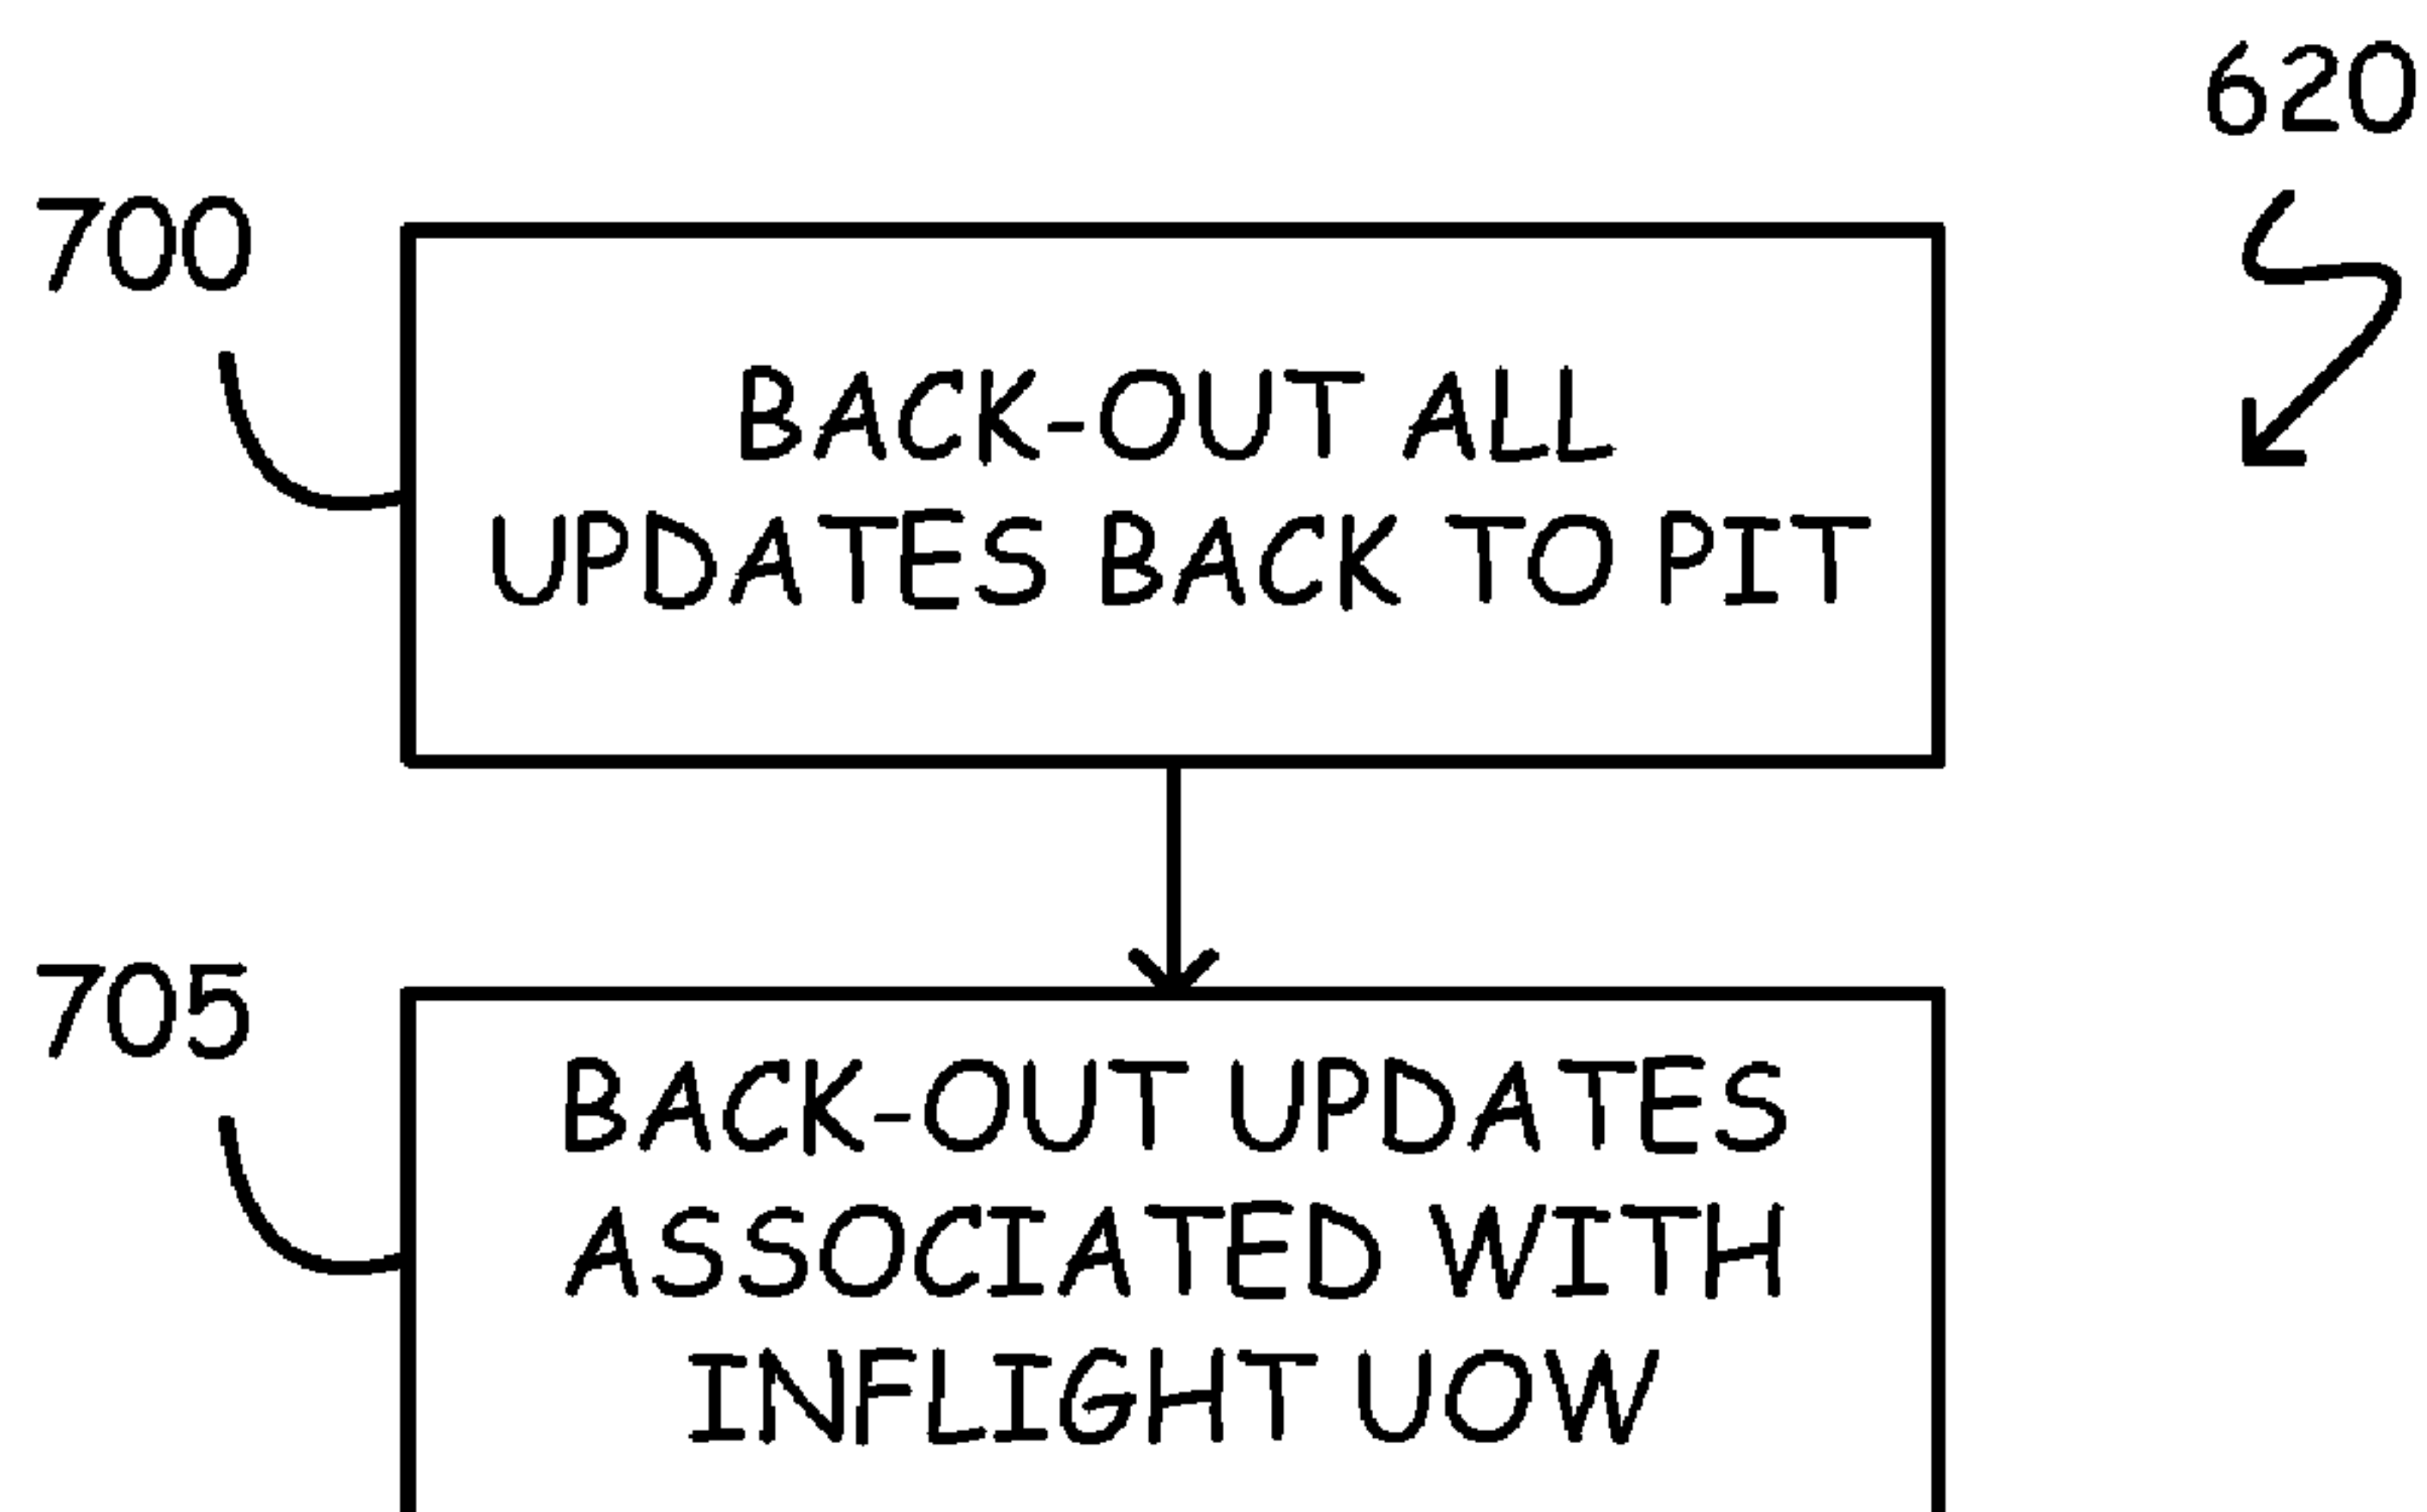 620
700
BACK-OUT ALL
UPDATES BACK TO PIT
705
BACK-OUT UPDATES
ASSOCIATED WITH
INFLIGHT UOW